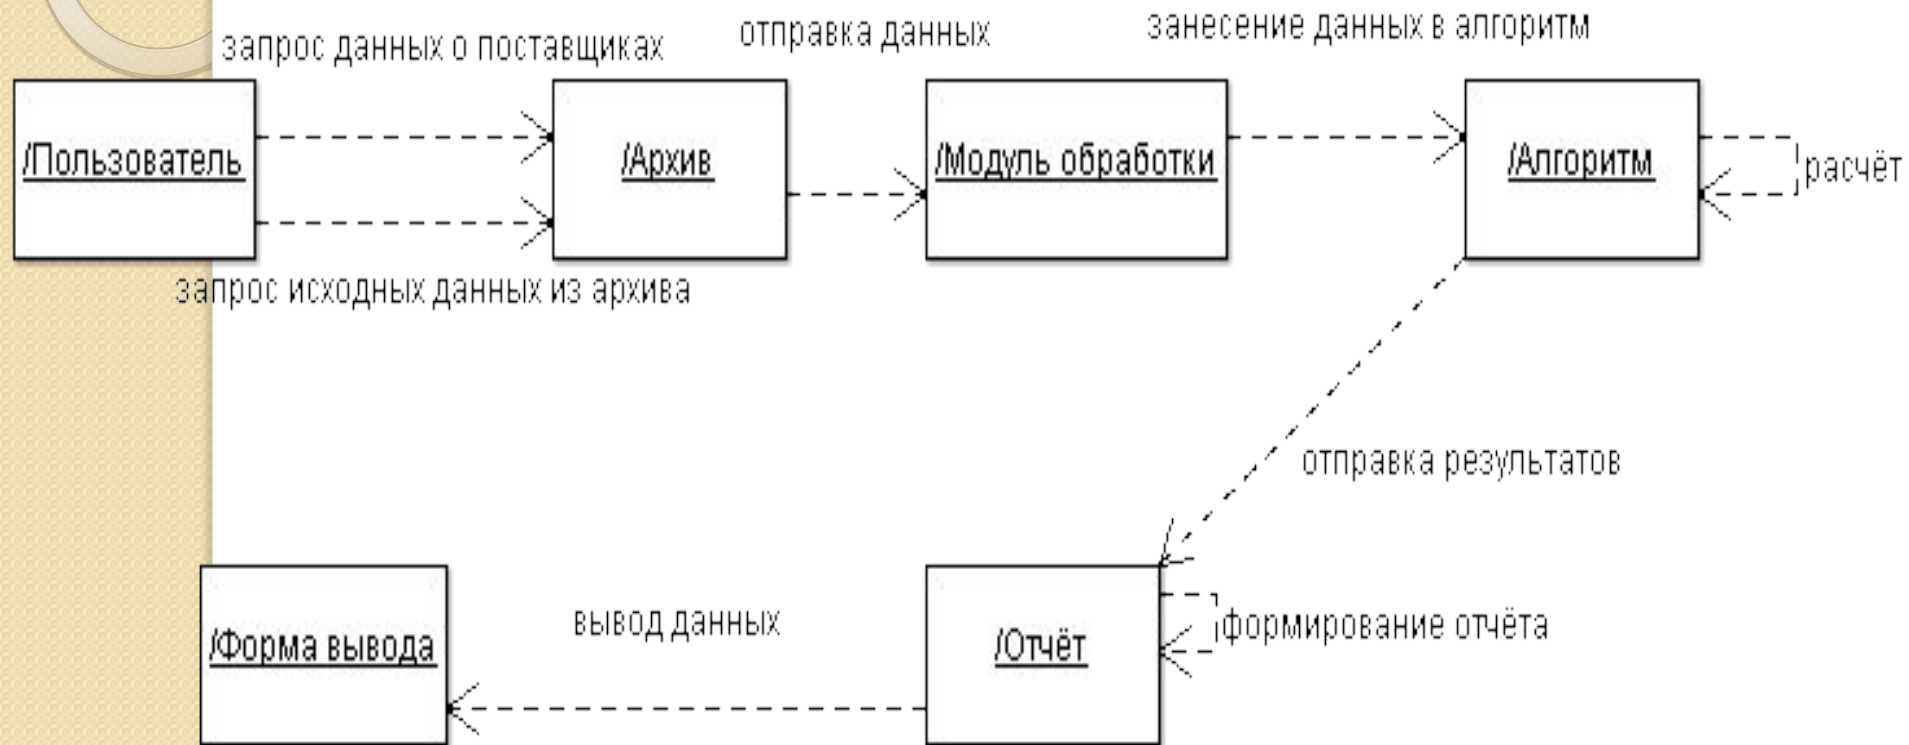 запрос данных о поставщиках
отправка данных
занесение данных в алгоритм
/Пользователь
/Архив
/Модуль обработки
/Алгоритм
расчёт
запрос исходных данных из архива
отправка результатов
/Форма вывода
вывод данных
/Отчёт
формирование отчёта